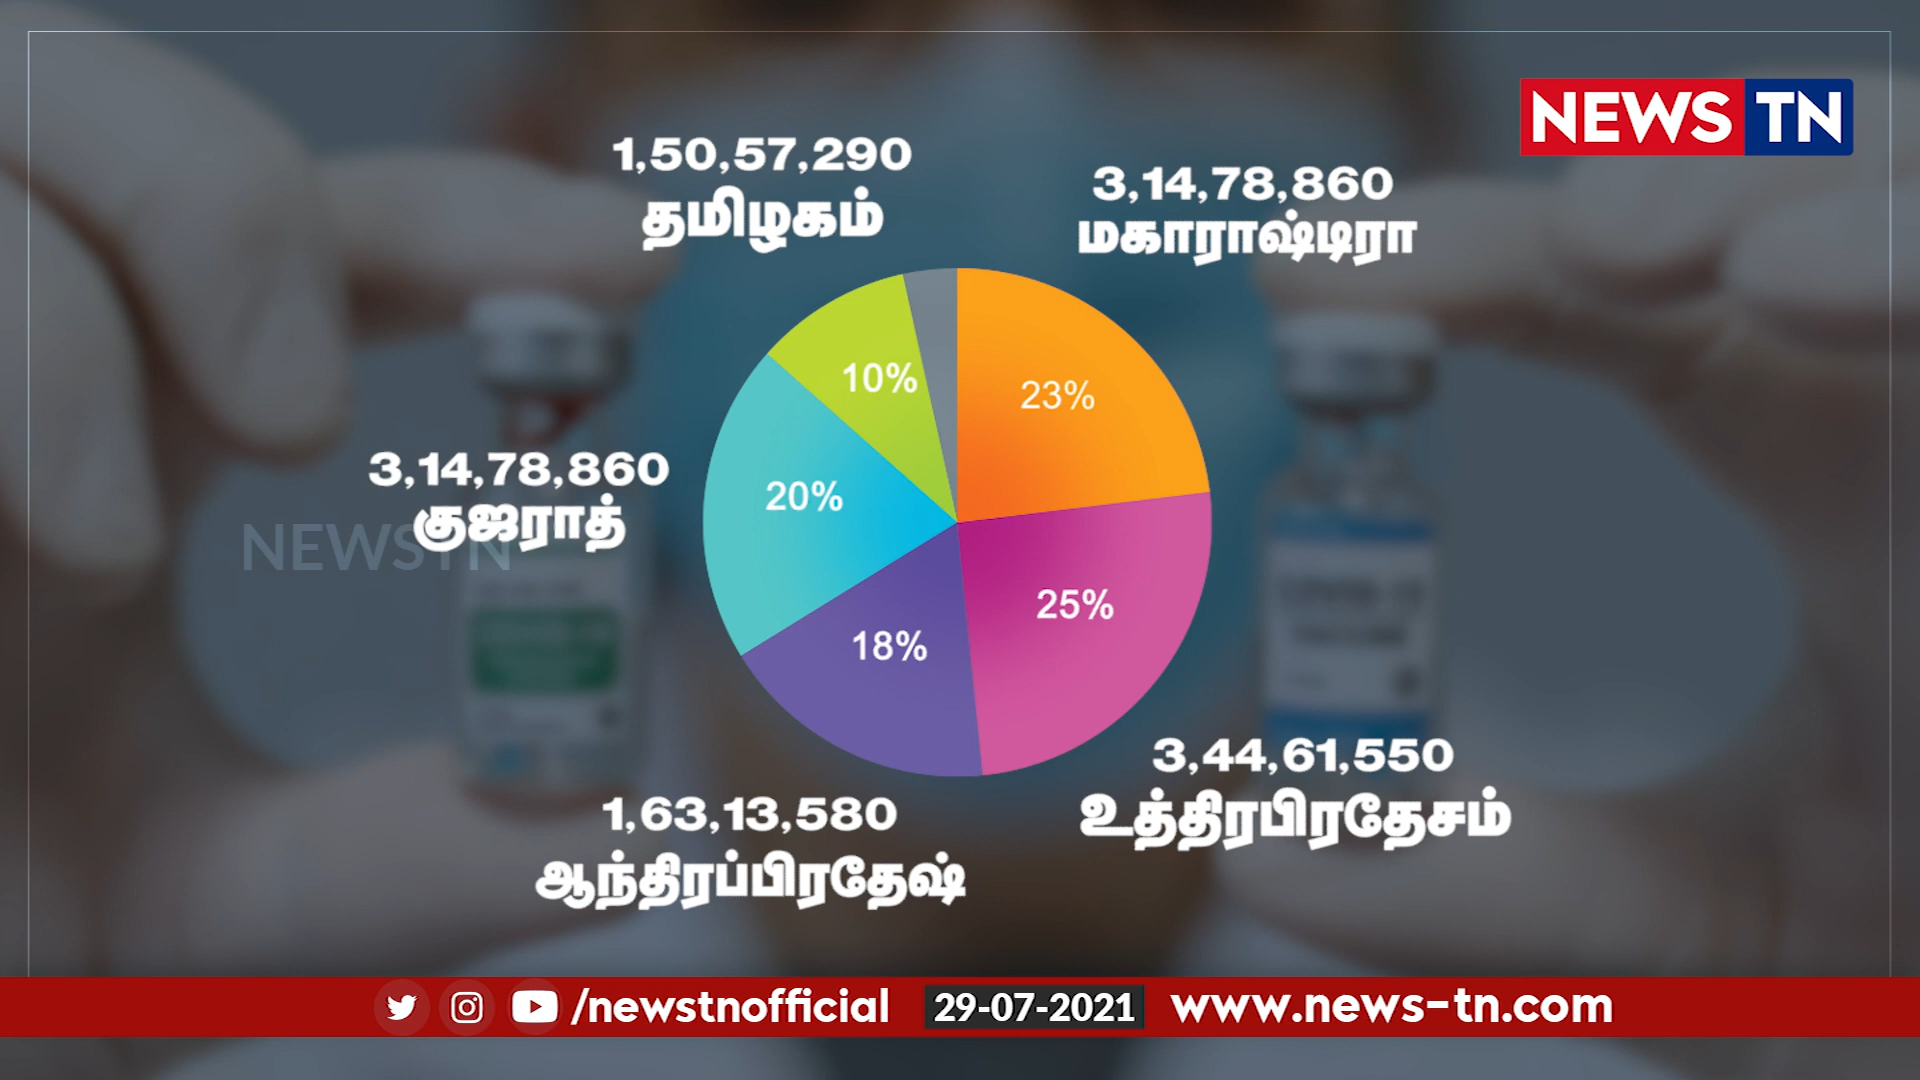 NEWS TN
1,50,57,290
தமிழகம்
3,14,78,860
மகாராஷ்டிரா
10%
23%
3,14,78,860
குஜராத்
20%
NEWSTN
25%
18%
3,44,61,550
உத்திரபிரதேசம்
1,63,13,580
ஆந்திரப்பிரதேஷ்
/newstnofficial 29-07-2021 www.news-tn.com